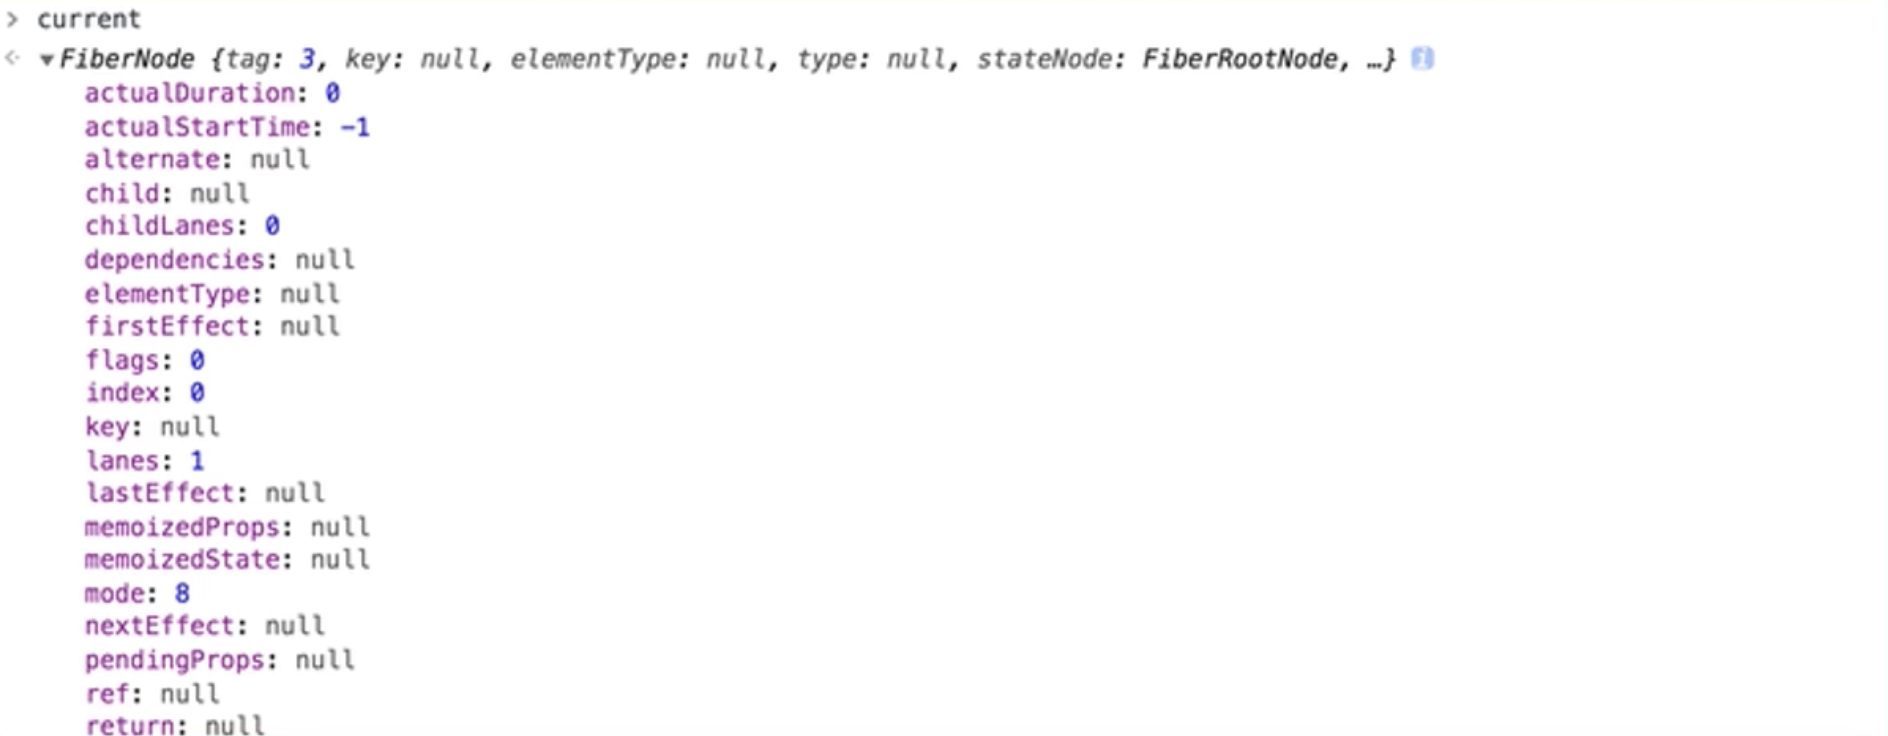 > current
FiberNode {tag: 3, key: null, elementType: null, type: null, stateNode: FiberRootNode, …} i
actualDuration: 0
actualStartTime: -1
alternate: null
child: null
childLanes: 0
dependencies: null
elementType: null
firstEffect: null
flags: 0
index: 0
key: null
lanes: 1
lastEffect: null
memoizedProps: null
memoizedState: null
mode: 8
nextEffect: null
pendingProps: null
ref: null
return: null